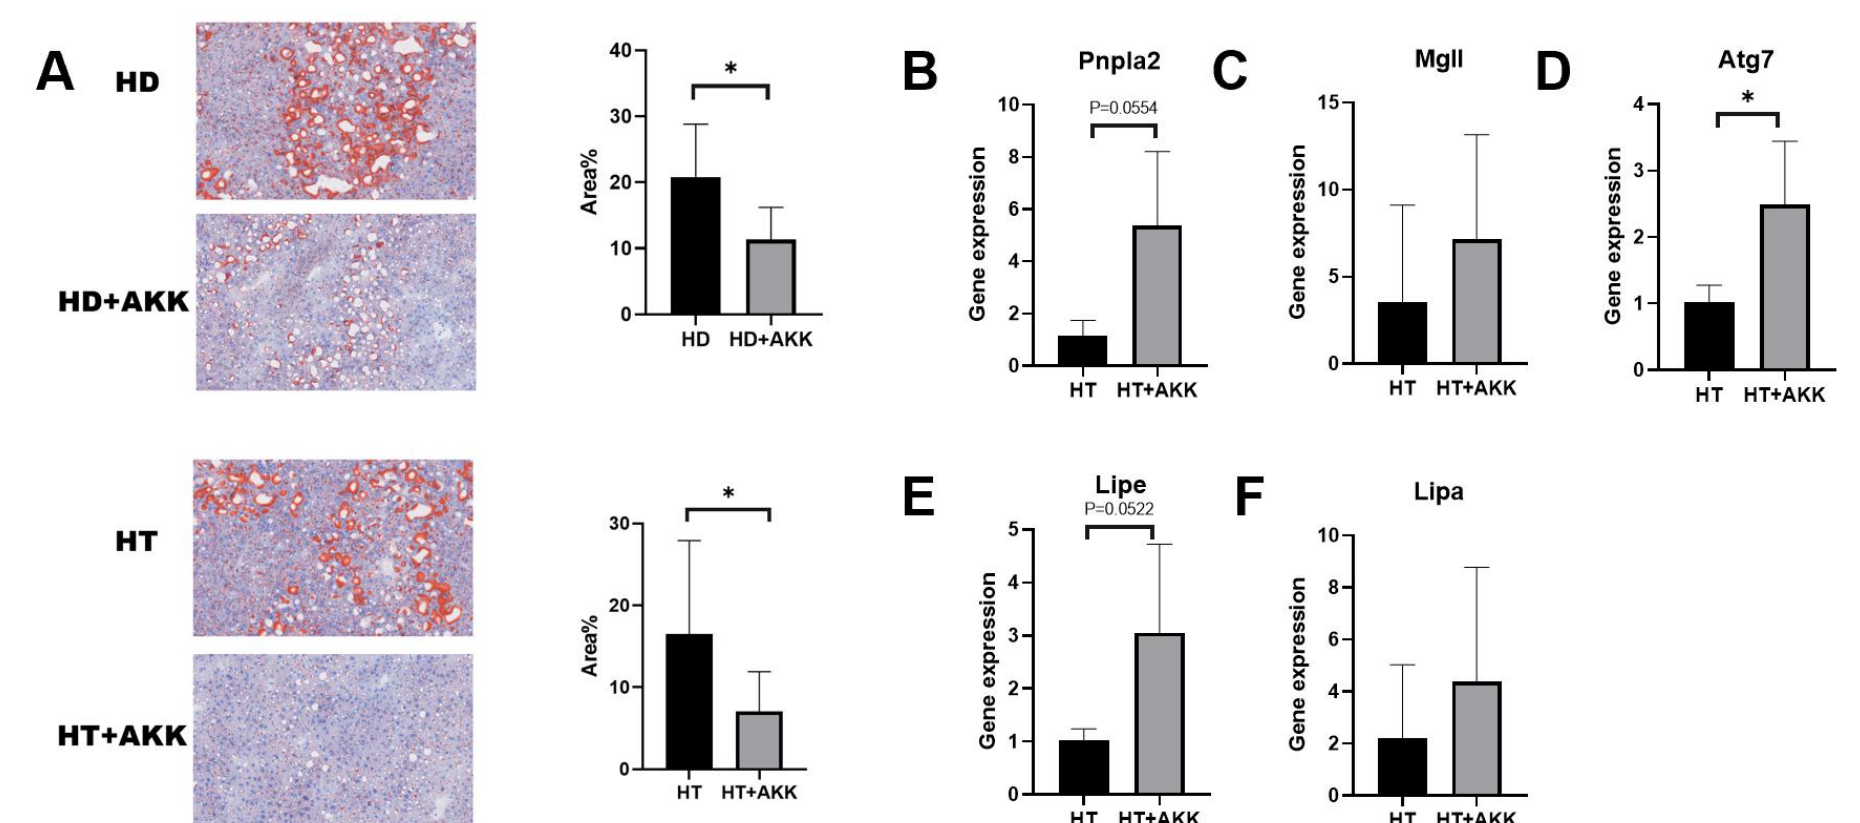 A
HD
HD+AKK
HT
HT+AKK
40
30
20
10
0
Area%
*
HD HD+AKK
30
20
10
0
Area%
*
HT HT+AKK
B
Pnpla2
P=0.0554
10
8
6
4
2
0
Gene expression
HT HT+AKK
C
Mgll
15
10
5
0
Gene expression
HT HT+AKK
D
Atg7
*
4
3
2
1
0
Gene expression
HT HT+AKK
E
Lipe
P=0.0522
5
4
3
2
1
0
Gene expression
HT HT+AKK
F
Lipa
10
8
6
4
2
0
Gene expression
HT HT+AKK